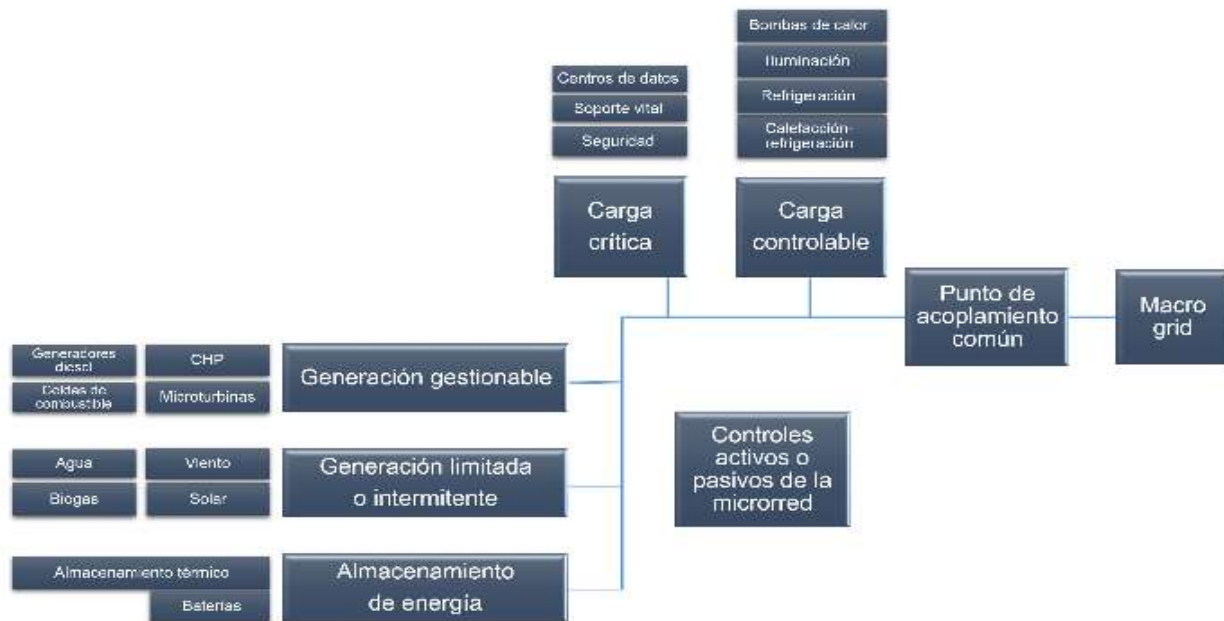 Bombas de calor
Iluminación
Refrigeración
Calefacción-
refrigeración
Centros de datos
Soporte vital
Seguridad
Carga
crítica
Carga
controlable
Punto de
acoplamiento
común
Macro
grid
Generadores
diesel
CHP
Celdas de
combustible
Microturbinas
Generación gestionable
Controles
activos o
pasivos de la
microrred
Agua
Viento
Biogas
Solar
Generación limitada
o intermitente
Almacenamiento térmico
Baterías
Almacenamiento
de energía